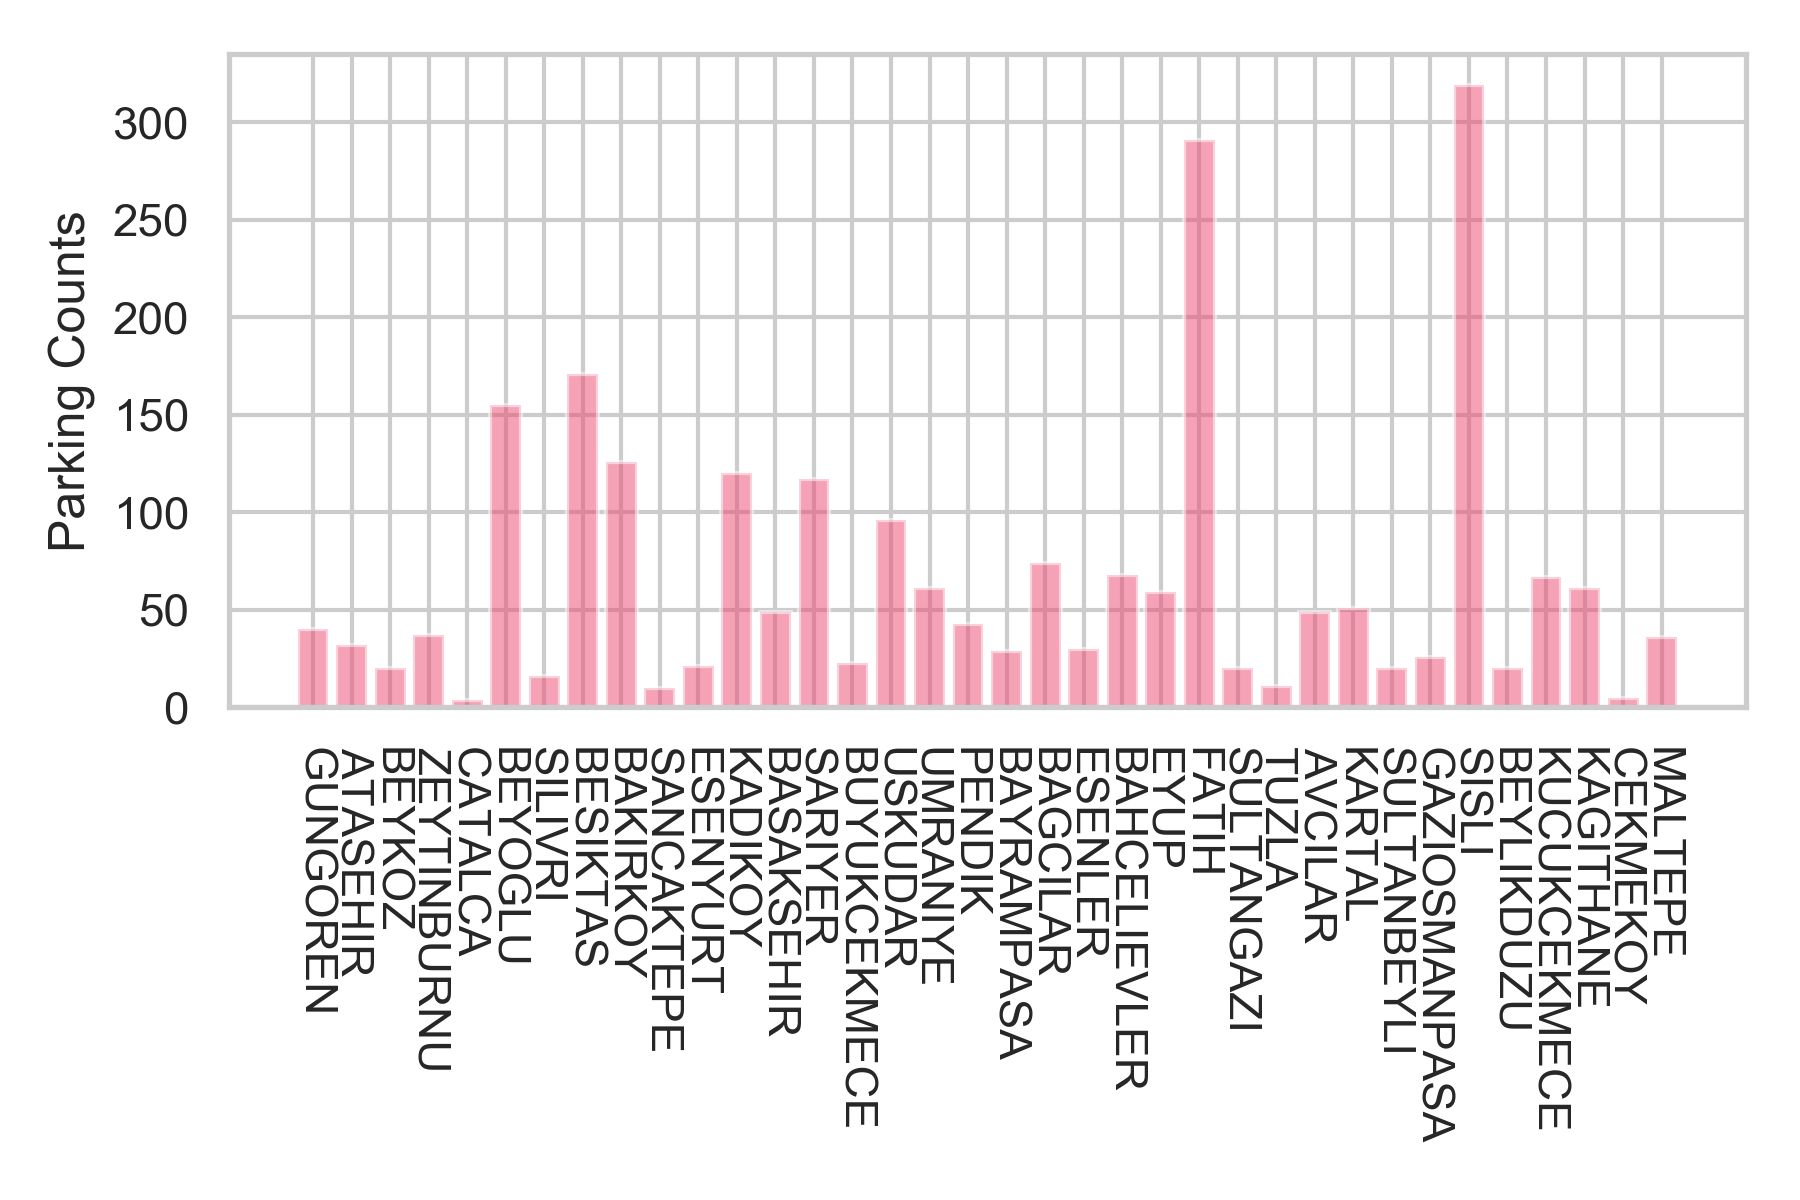 300
250
200
150
100
50
0
Parking Counts
GUNGOREN
ATASEHIR
BEYKOZ
ZEYTINBURNU
CATALCA
BEYOGLU
SILIVRI
BESIKTAS
BAKIRKOY
SANCAKTEPE
ESENYURT
KADIKOY
BASAKSEHIR
SARIYER
BUYUKCEKMECE
USKUDAR
UMRANIYE
PENDIK
BAYRAMPASA
BAGCILAR
ESENLER
BAHCELIEVLER
EYUP
FATIH
SULTANGAZI
TUZLA
AVCILAR
KARTAL
SULTANBEYLI
GAZIOSMANPASA
SISLI
BEYLIKDUZU
KUCUKCEKMECE
KAGITHANE
CEKMEKOY
MALTEPE